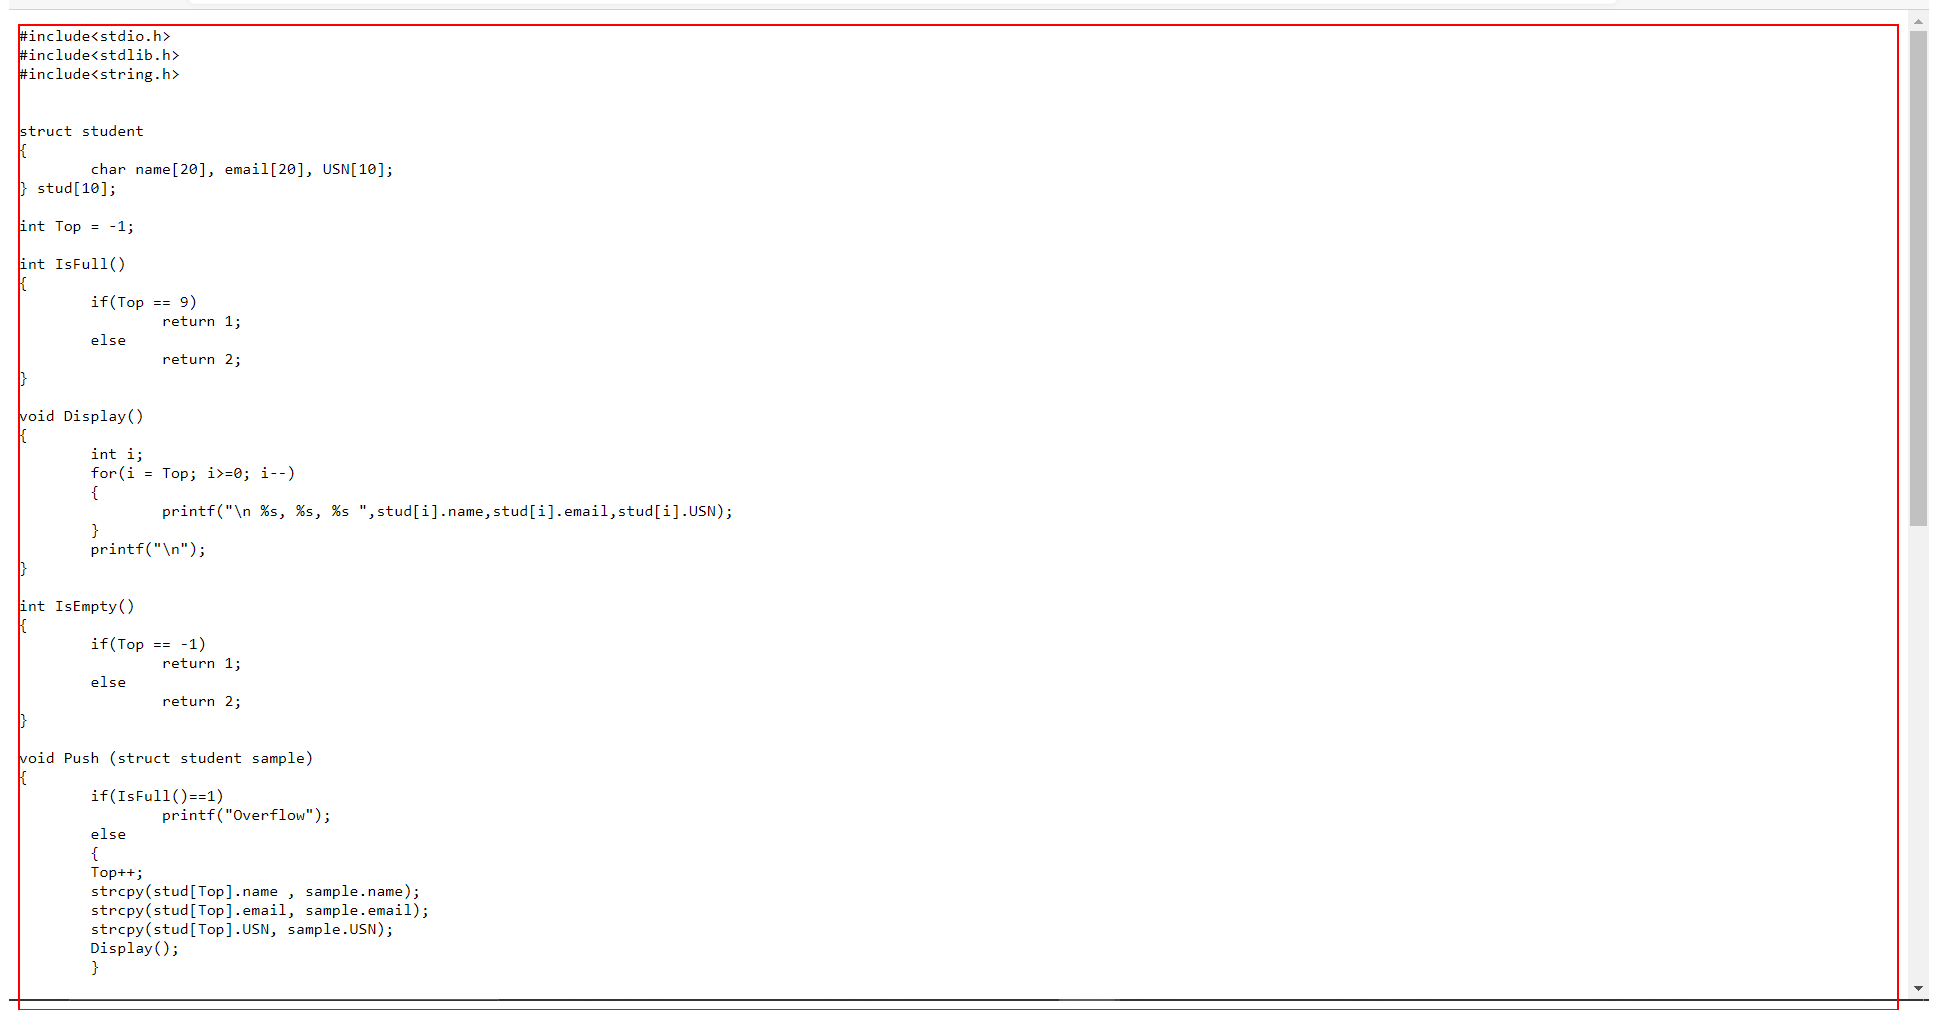 #include<stdio.h>
#include<stdlib.h>
#include<string.h>
struct student
{
char name[20], email[20], USN[10];
} stud[10];
int Top = -1;
int IsFull()
{
if(Top == 9)
return 1;
else
return 2;
}
void Display()
{
int i;
for(i = Top; i>=0; i--)
{
printf("\n %s, %s, %s ",stud[i].name,stud[i].email,stud[i].USN);
}
printf("\n");
}
int IsEmpty()
{
if(Top == -1)
return 1;
else
return 2;
}
void Push (struct student sample)
{
if(IsFull()==1)
printf("Overflow");
else
{
Top++;
strcpy(stud[Top].name , sample.name);
strcpy(stud[Top].email, sample.email);
strcpy(stud[Top].USN, sample.USN);
Display();
}